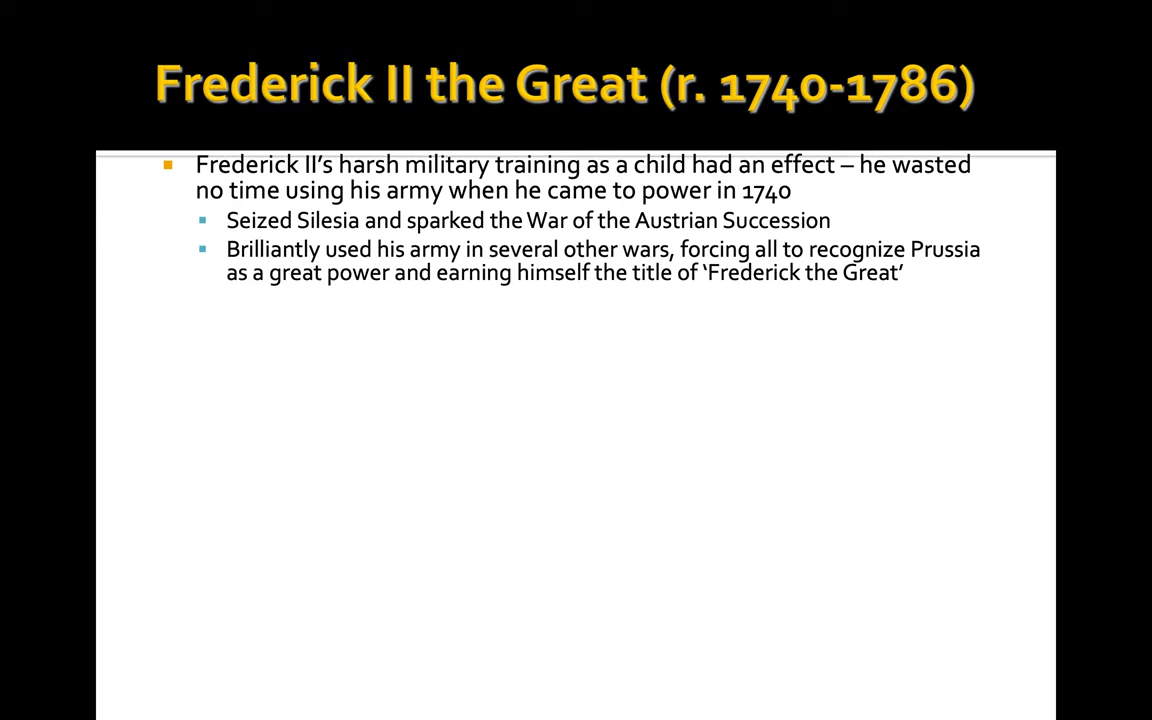 Frederick II the Great (r. 1740-1786)
▪ Frederick II’s harsh military training as a child had an effect – he wasted
no time using his army when he came to power in 1740
▪ Seized Silesia and sparked the War of the Austrian Succession
▪ Brilliantly used his army in several other wars, forcing all to recognize Prussia
as a great power and earning himself the title of ‘Frederick the Great’